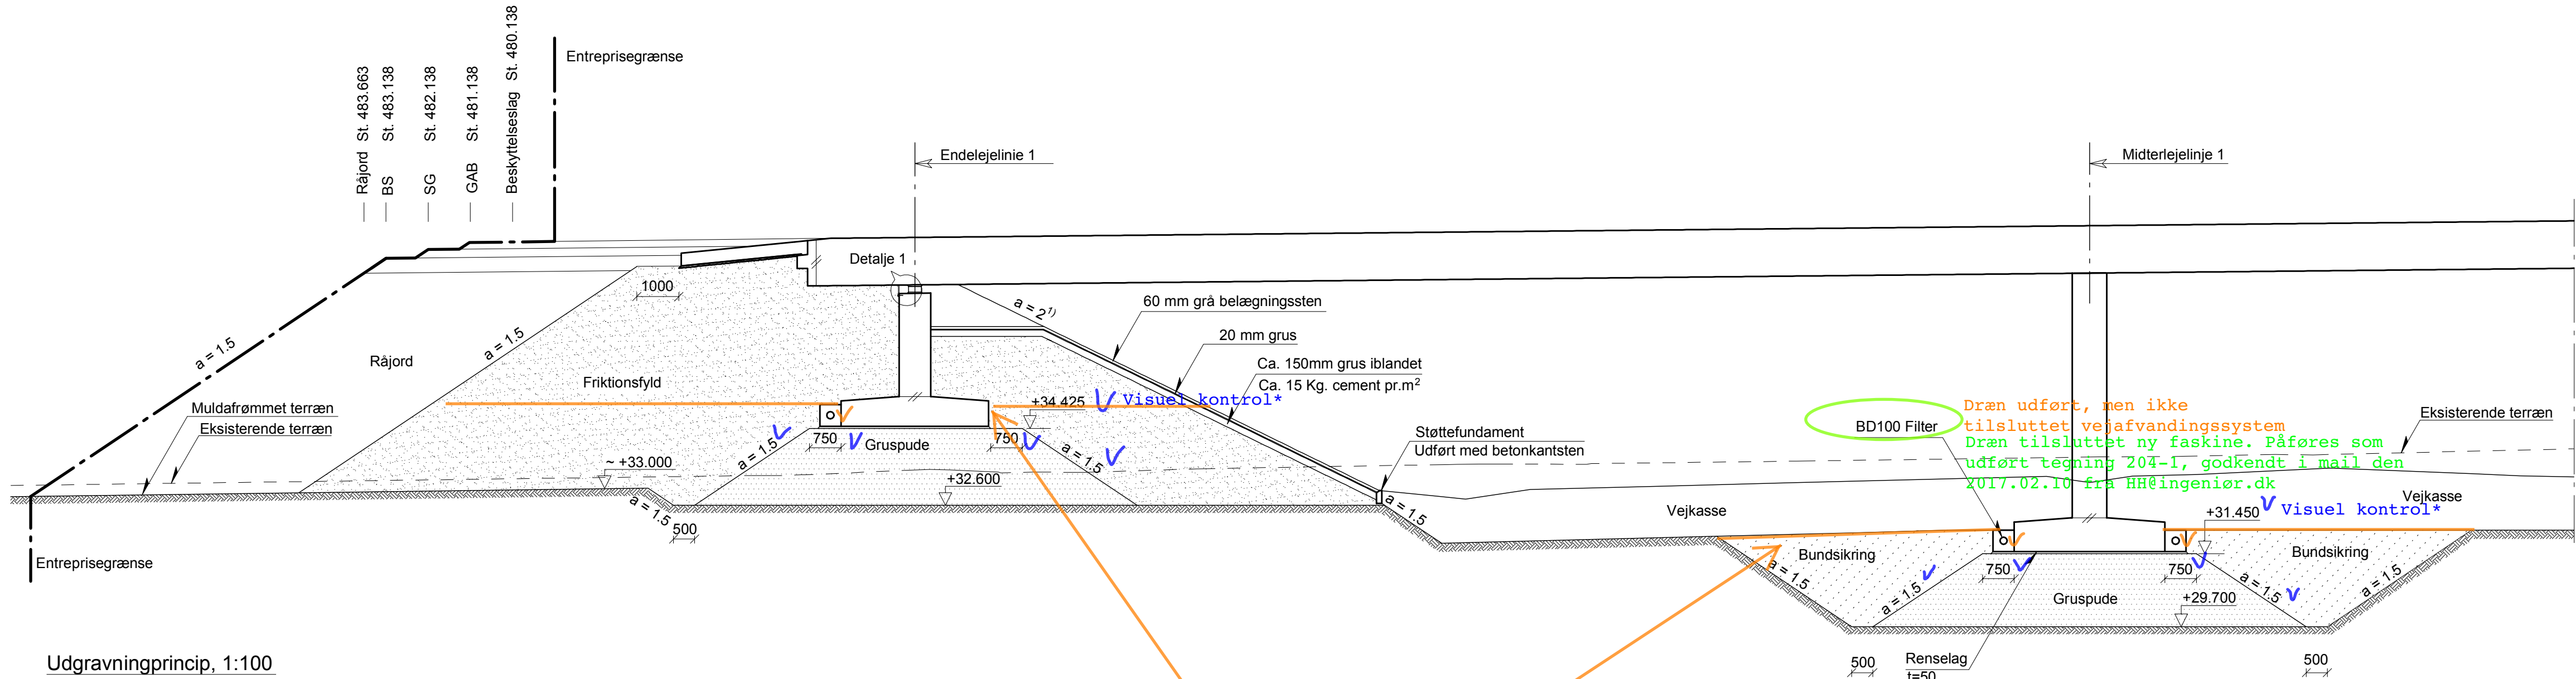 Entreprisegrænse
Råjord St. 483.663
BS St. 483.138
SG St. 482.138
GAB St. 481.138
Beskyttelseslag St. 480.138
Endelejelinie 1
Midterlejelinje 1
Detalje 1
1000
a = 2¹⁾
60 mm grå belægningssten
20 mm grus
Ca. 150mm grus iblandet
Ca. 15 Kg. cement pr.m²
a = 1.5
Råjord
a = 1.5
Friktionsfyld
Muldafrømmet terræn
Eksisterende terræn
+34.425
Visuel kontrol*
Støttefundament
Udført med betonkantsten
BD100 Filter
Dræn udført, men ikke
tilsluttet vejafvandingssystem
Dræn tilsluttet ny faskine. Påføres som
udført tegning 204-1, godkendt i mail den
2017.02.10 fra HH@ingeniør.dk
Eksisterende terræn
a = 1.5
750
Gruspude
750
a = 1.5
~ +33.000
+32.600
a = 1.5
500
a = 1.5
Vejkasse
Vejkasse
+31.450
Visuel kontrol*
Bundsikring
Bundsikring
a = 1.5
a = 1.5
750
750
a = 1.5
a = 1.5
Gruspude
+29.700
Entreprisegrænse
Udgravningprincip, 1:100
500
Renselag
t=50
500